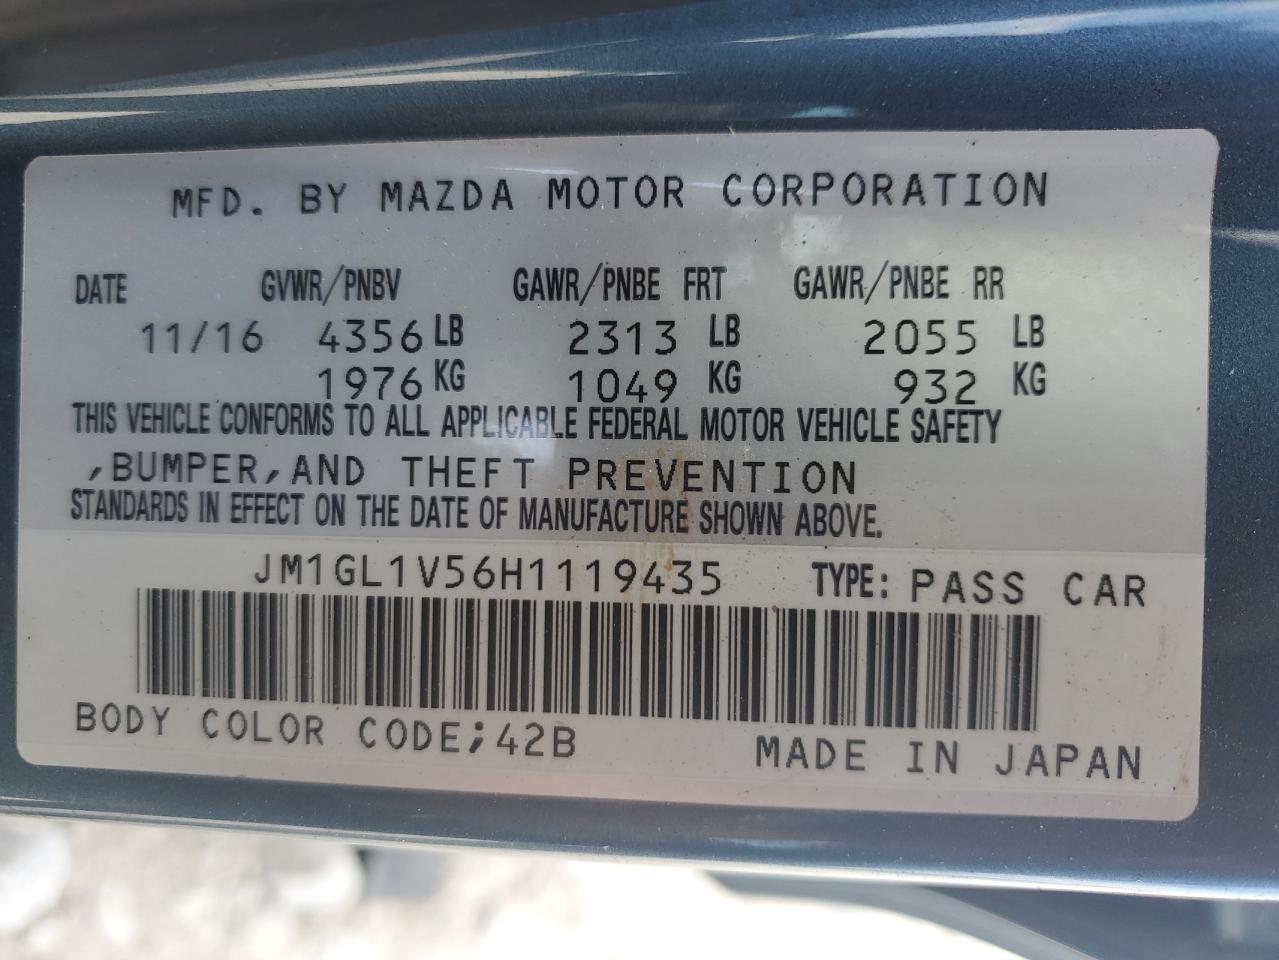 MFD. BY MAZDA MOTOR CORPORATION
DATE GVWR/PNBV GAWR/PNBE FRT GAWR/PNBE RR
11/16 4356 LB 2313 LB 2055 LB
1976 KG 1049 KG 932 KG
THIS VEHICLE CONFORMS TO ALL APPLICABLE FEDERAL MOTOR VEHICLE SAFETY
,BUMPER,AND THEFT PREVENTION
STANDARDS IN EFFECT ON THE DATE OF MANUFACTURE SHOWN ABOVE.
JM1GL1V56H1119435 TYPE: PASS CAR
BODY COLOR CODE;42B
MADE IN JAPAN